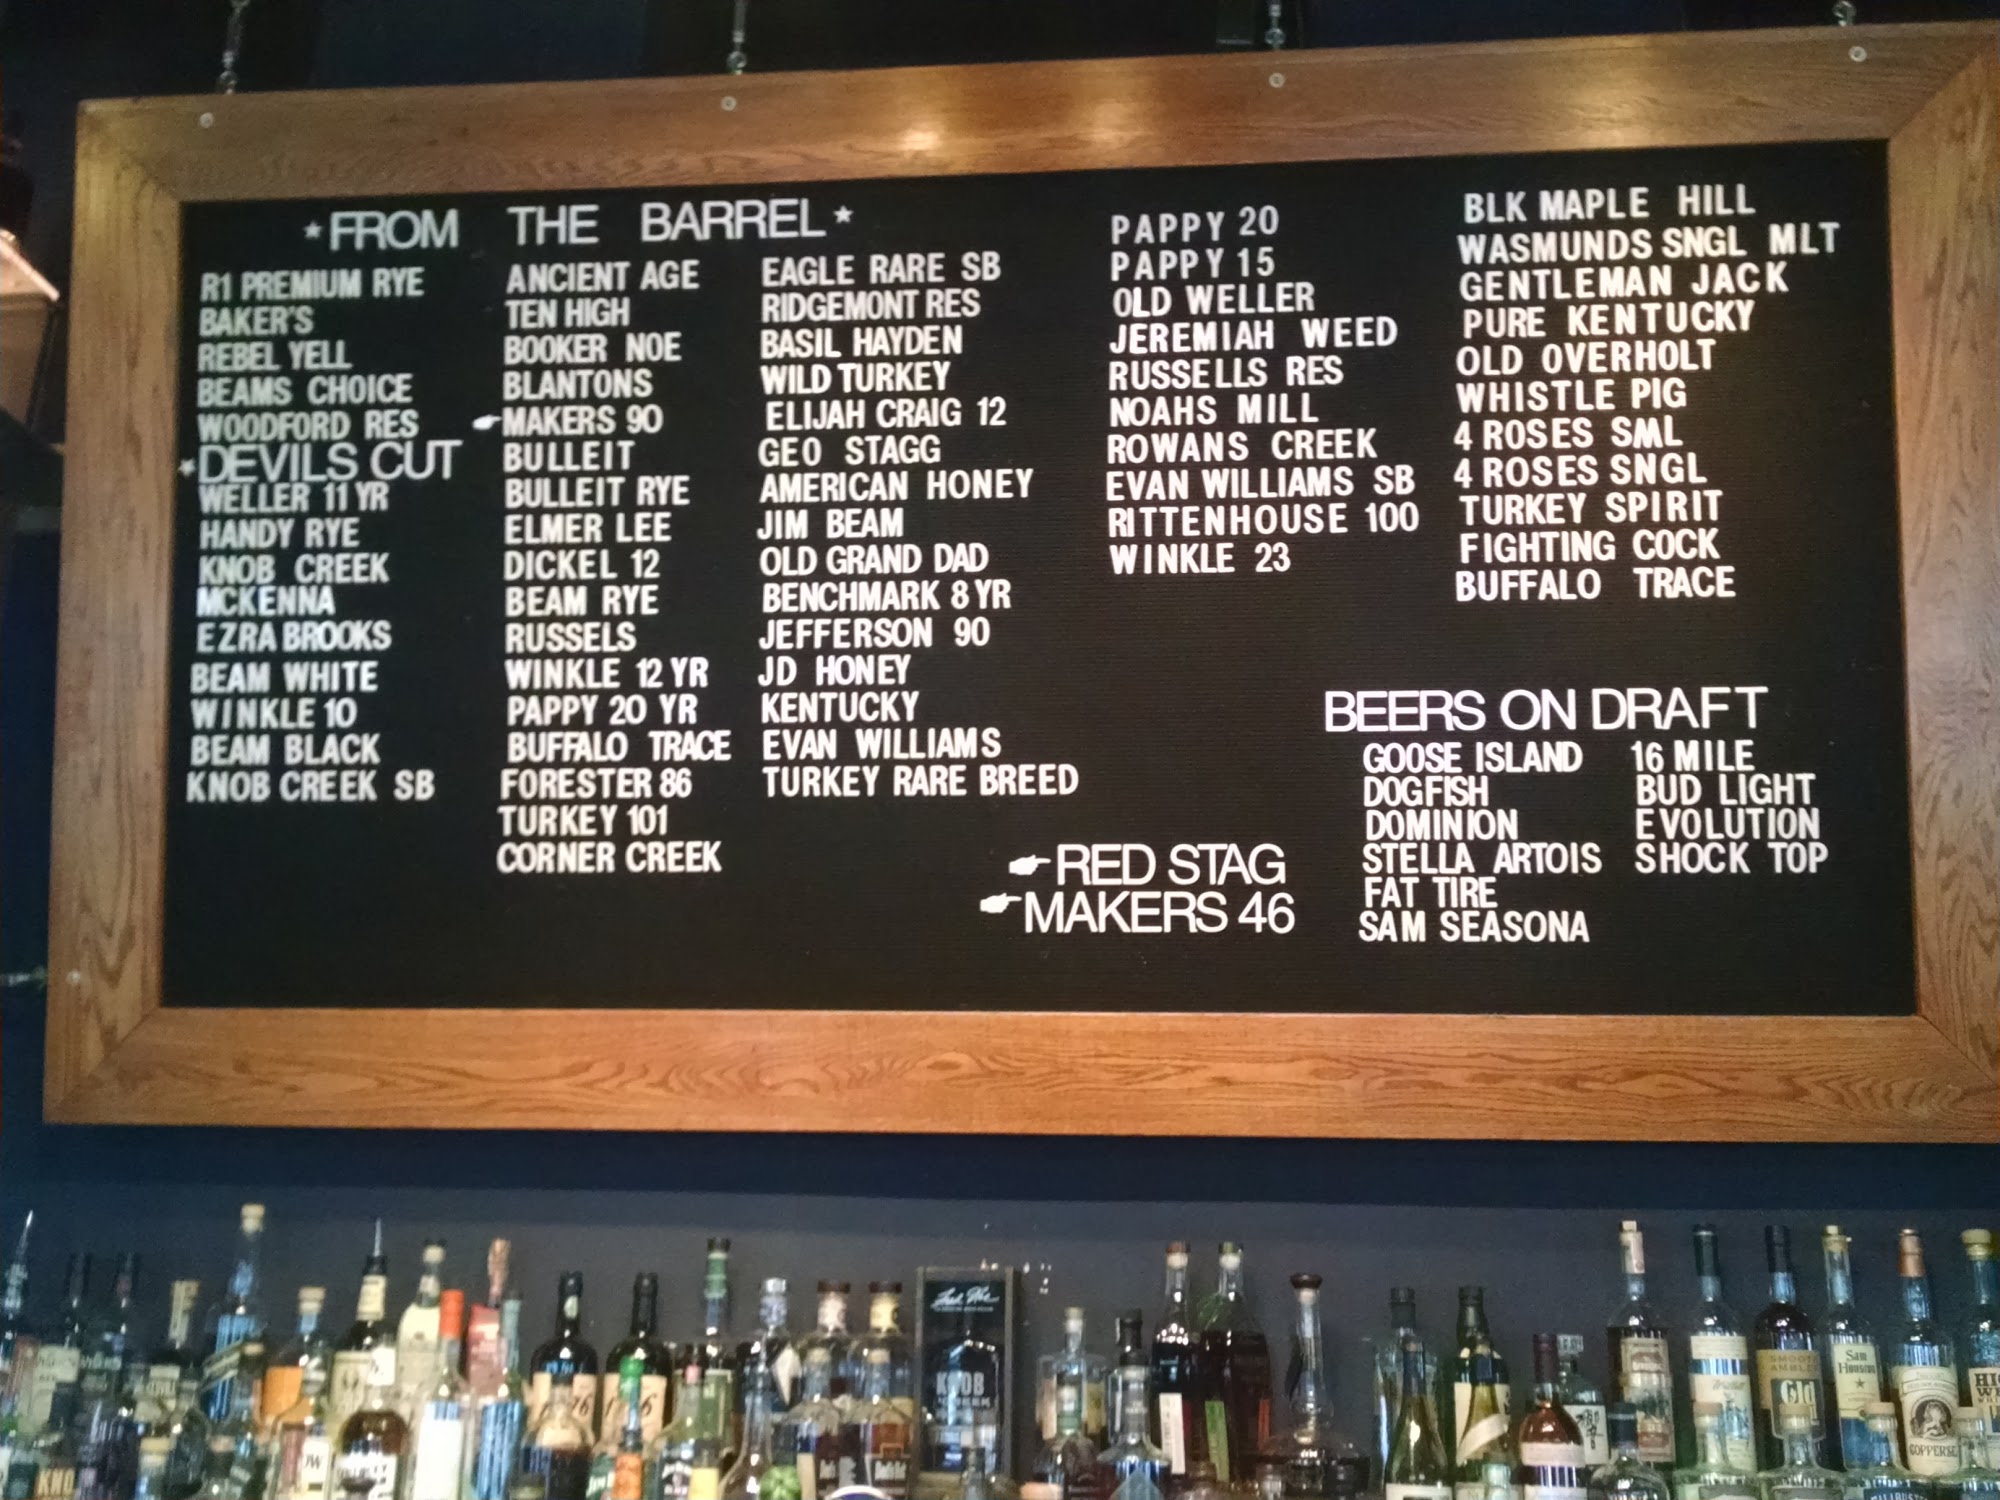 *FROM THE BARREL*
R1 PREMIUM RYE
BAKER'S
REBEL YELL
BEAMS CHOICE
WOODFORD RES
*DEVILS CUT
WELLER 11 YR
HANDY RYE
KNOB CREEK
MCKENNA
EZRA BROOKS
BEAM WHITE
WINKLE 10
BEAM BLACK
KNOB CREEK SB
ANCIENT AGE
TEN HIGH
BOOKER NOE
BLANTONS
MAKERS 90
BULLEIT
BULLEIT RYE
ELMER LEE
DICKEL 12
BEAM RYE
RUSSELS
WINKLE 12 YR
PAPPY 20 YR
BUFFALO TRACE
FORESTER 86
TURKEY 101
CORNER CREEK
EAGLE RARE SB
RIDGEMONT RES
BASIL HAYDEN
WILD TURKEY
ELIJAH CRAIG 12
GEO STAGG
AMERICAN HONEY
JIM BEAM
OLD GRAND DAD
BENCHMARK 8 YR
JEFFERSON 90
JD HONEY
KENTUCKY
EVAN WILLIAMS
TURKEY RARE BREED
PAPPY 20
PAPPY 15
OLD WELLER
JEREMIAH WEED
RUSSELLS RES
NOAHS MILL
ROWANS CREEK
EVAN WILLIAMS SB
RITTENHOUSE 100
WINKLE 23
BLK MAPLE HILL
WASMUNDS SNGL MLT
GENTLEMAN JACK
PURE KENTUCKY
OLD OVERHOLT
WHISTLE PIG
4 ROSES SML
4 ROSES SNGL
TURKEY SPIRIT
FIGHTING COCK
BUFFALO TRACE
RED STAG
MAKERS 46
BEERS ON DRAFT
GOOSE ISLAND
DOGFISH
DOMINION
STELLA ARTOIS
FAT TIRE
SAM SEASONA
16 MILE
BUD LIGHT
EVOLUTION
SHOCK TOP
KNOB
CREEK
Sam
Houston